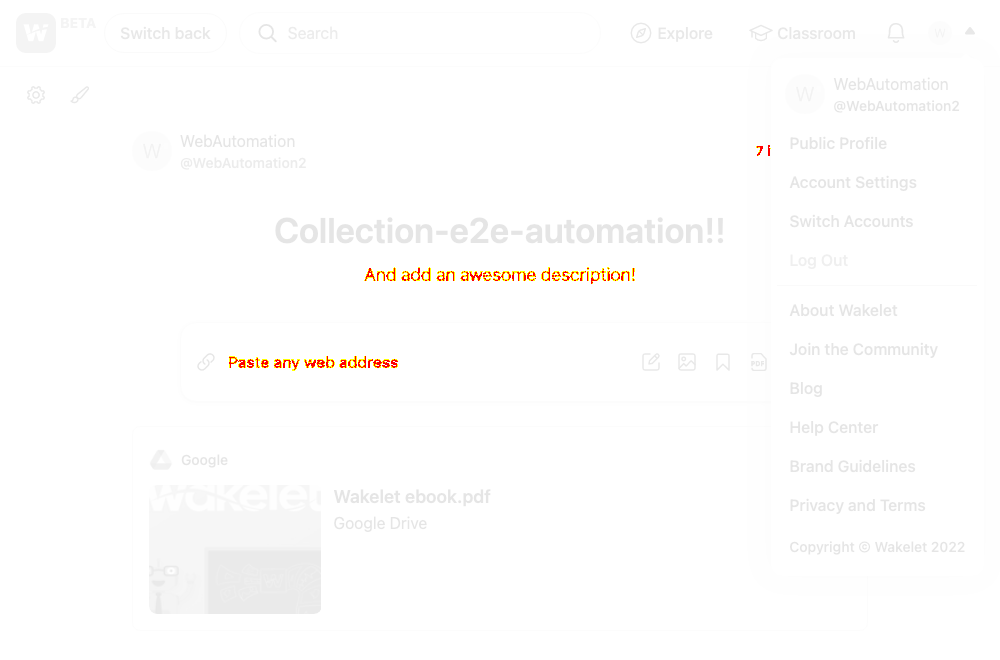 W BETA Switch back Search Explore Classroom W
W WebAutomation
@WebAutomation2
Public Profile
Account Settings
Switch Accounts
Log Out
About Wakelet
Join the Community
Blog
Help Center
Brand Guidelines
Privacy and Terms
Copyright © Wakelet 2022
W WebAutomation
@WebAutomation2
7 i
Collection-e2e-automation!!
And add an awesome description!
Paste any web address
PDF
Google
Wakelet
Wakelet ebook.pdf
Google Drive